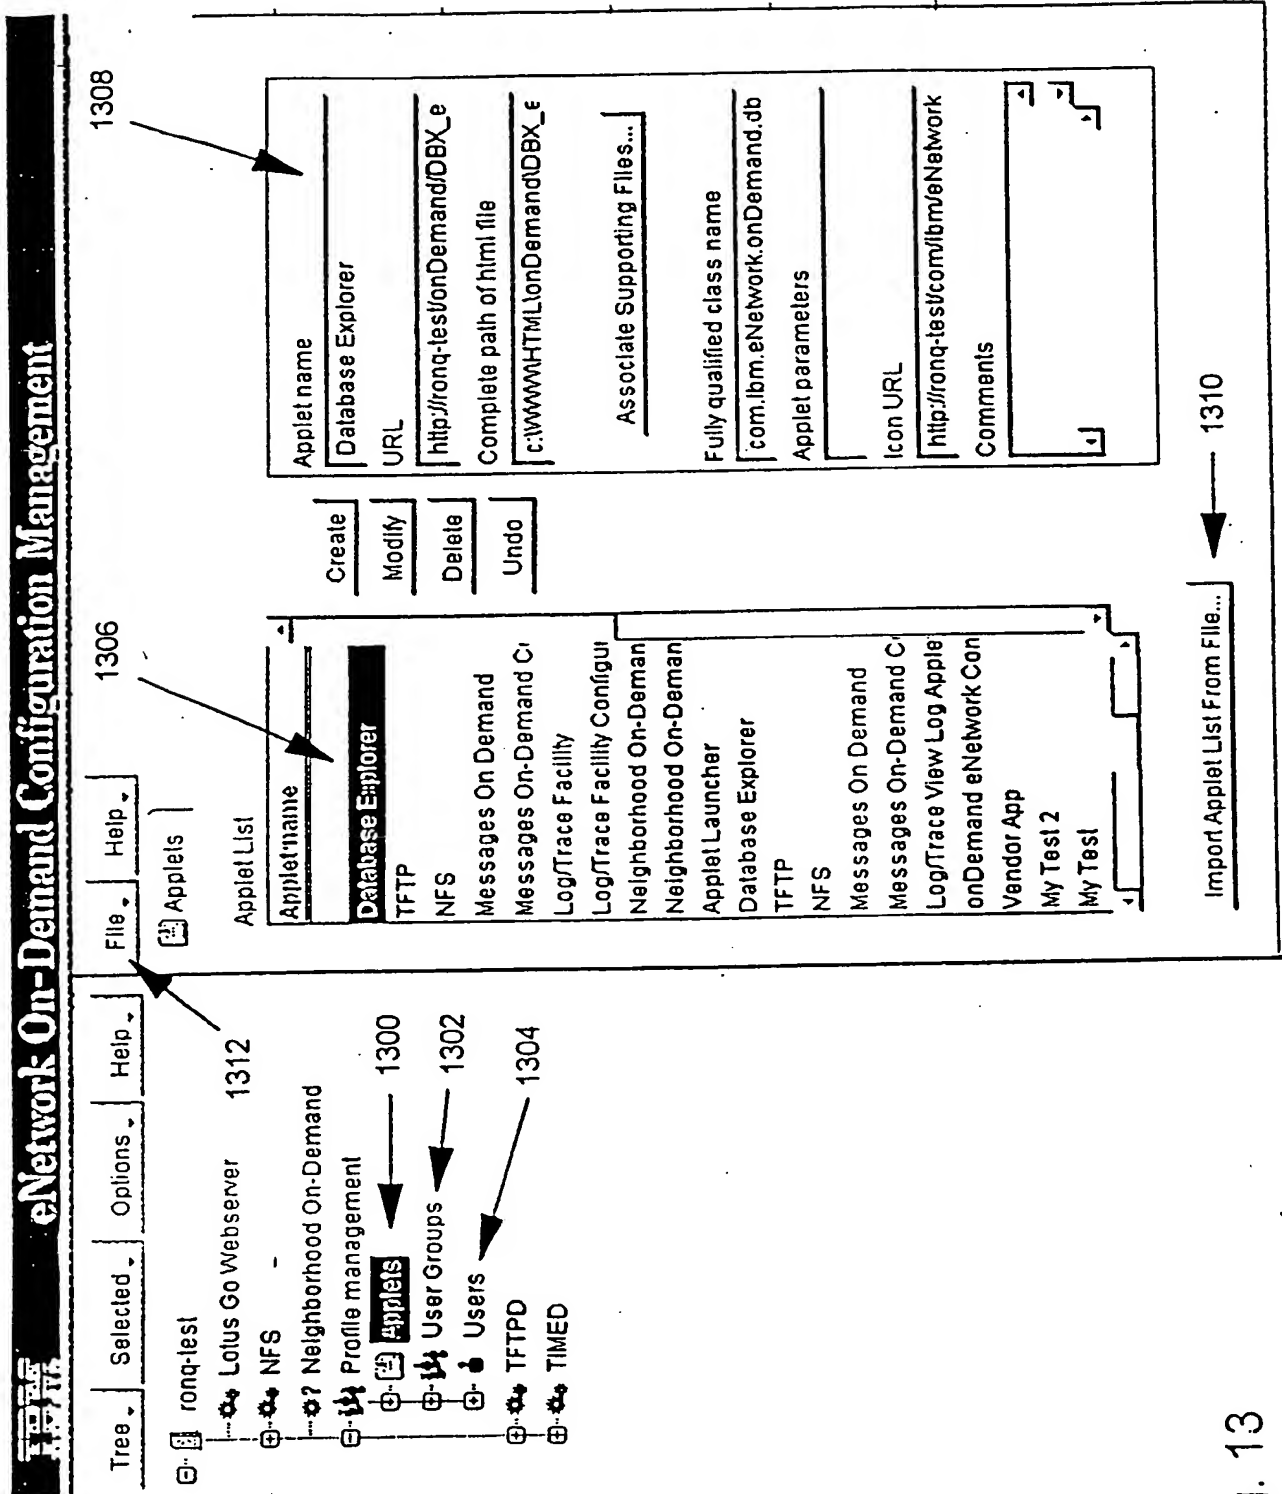 IBM eNetwork On-Demand Configuration Management
Tree Selected Options Help
File Help
ronq-test
Lotus Go Webserver
NFS
? Neighborhood On-Demand
Profile management
Applets
User Groups
Users
TFTPD
TIMED
1312
1300
1302
1304
Applets
Applet List
1306
Applet name
Database Explorer
TFTP
NFS
Messages On Demand
Messages On-Demand C
Log/Trace Facility
Log/Trace Facility Configur
Neighborhood On-Deman
Neighborhood On-Deman
Applet Launcher
Database Explorer
TFTP
NFS
Messages On Demand
Messages On-Demand C
Log/Trace View Log Apple
onDemand eNetwork Con
Vendor App
My Test 2
My Test
Import Applet List From File...
1310
Create
Modify
Delete
Undo
1308
Applet name
Database Explorer
URL
http://ronq-test/onDemand/DBX_e
Complete path of html file
c:\WWW\HTML\onDemand\DBX_e
Associate Supporting Files...
Fully qualified class name
com.ibm.eNetwork.onDemand.db
Applet parameters
Icon URL
http://ronq-test/com/ibm/eNetwork
Comments
13